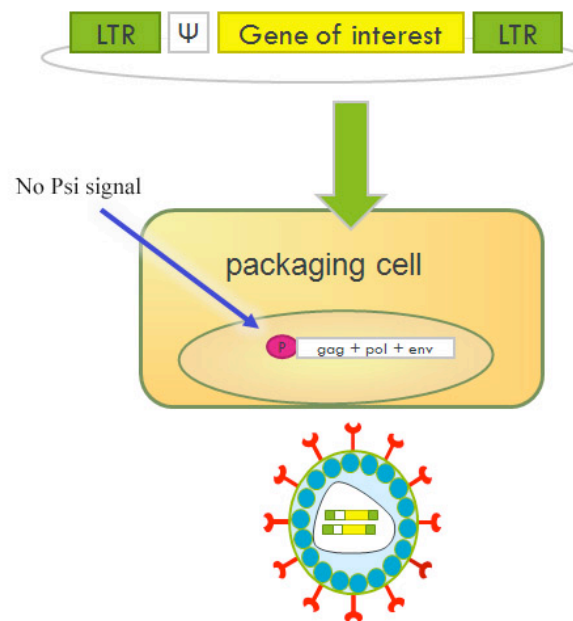 LTR Ψ Gene of interest LTR
No Psi signal
packaging cell
P gag + pol + env